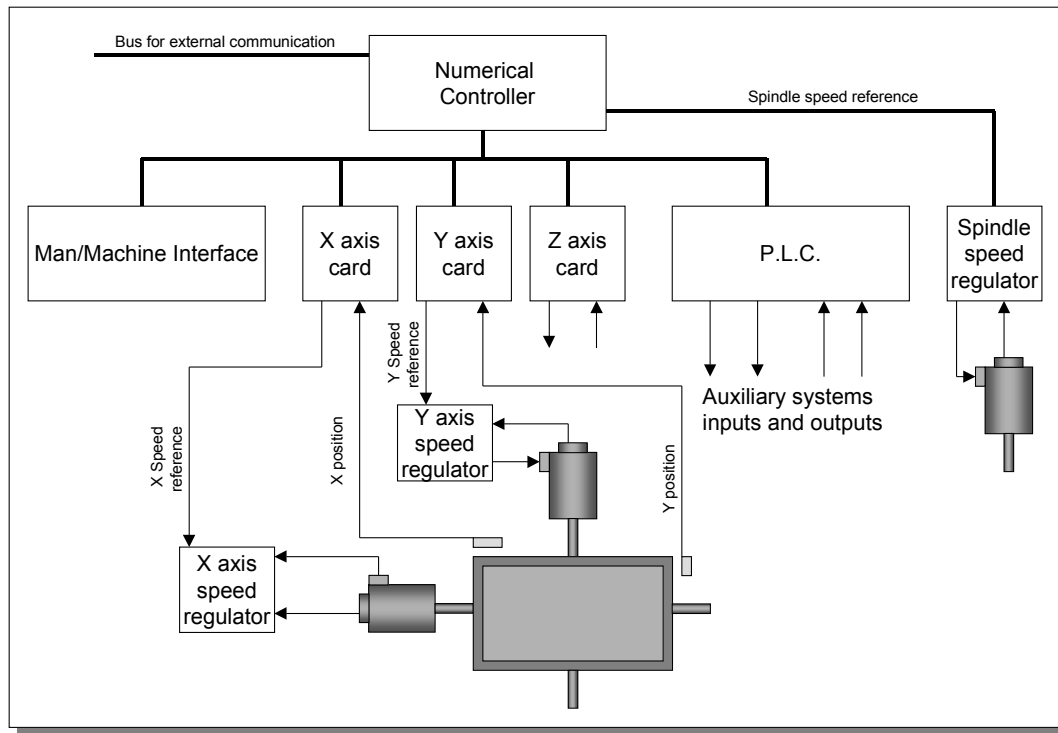 Bus for external communication
Numerical
Controller
Spindle speed reference
Man/Machine Interface
X axis
card
Y axis
card
Z axis
card
P.L.C.
Spindle
speed
regulator
X Speed
reference
X position
Y Speed
reference
Y axis
speed
regulator
Y position
Auxiliary systems
inputs and outputs
X axis
speed
regulator